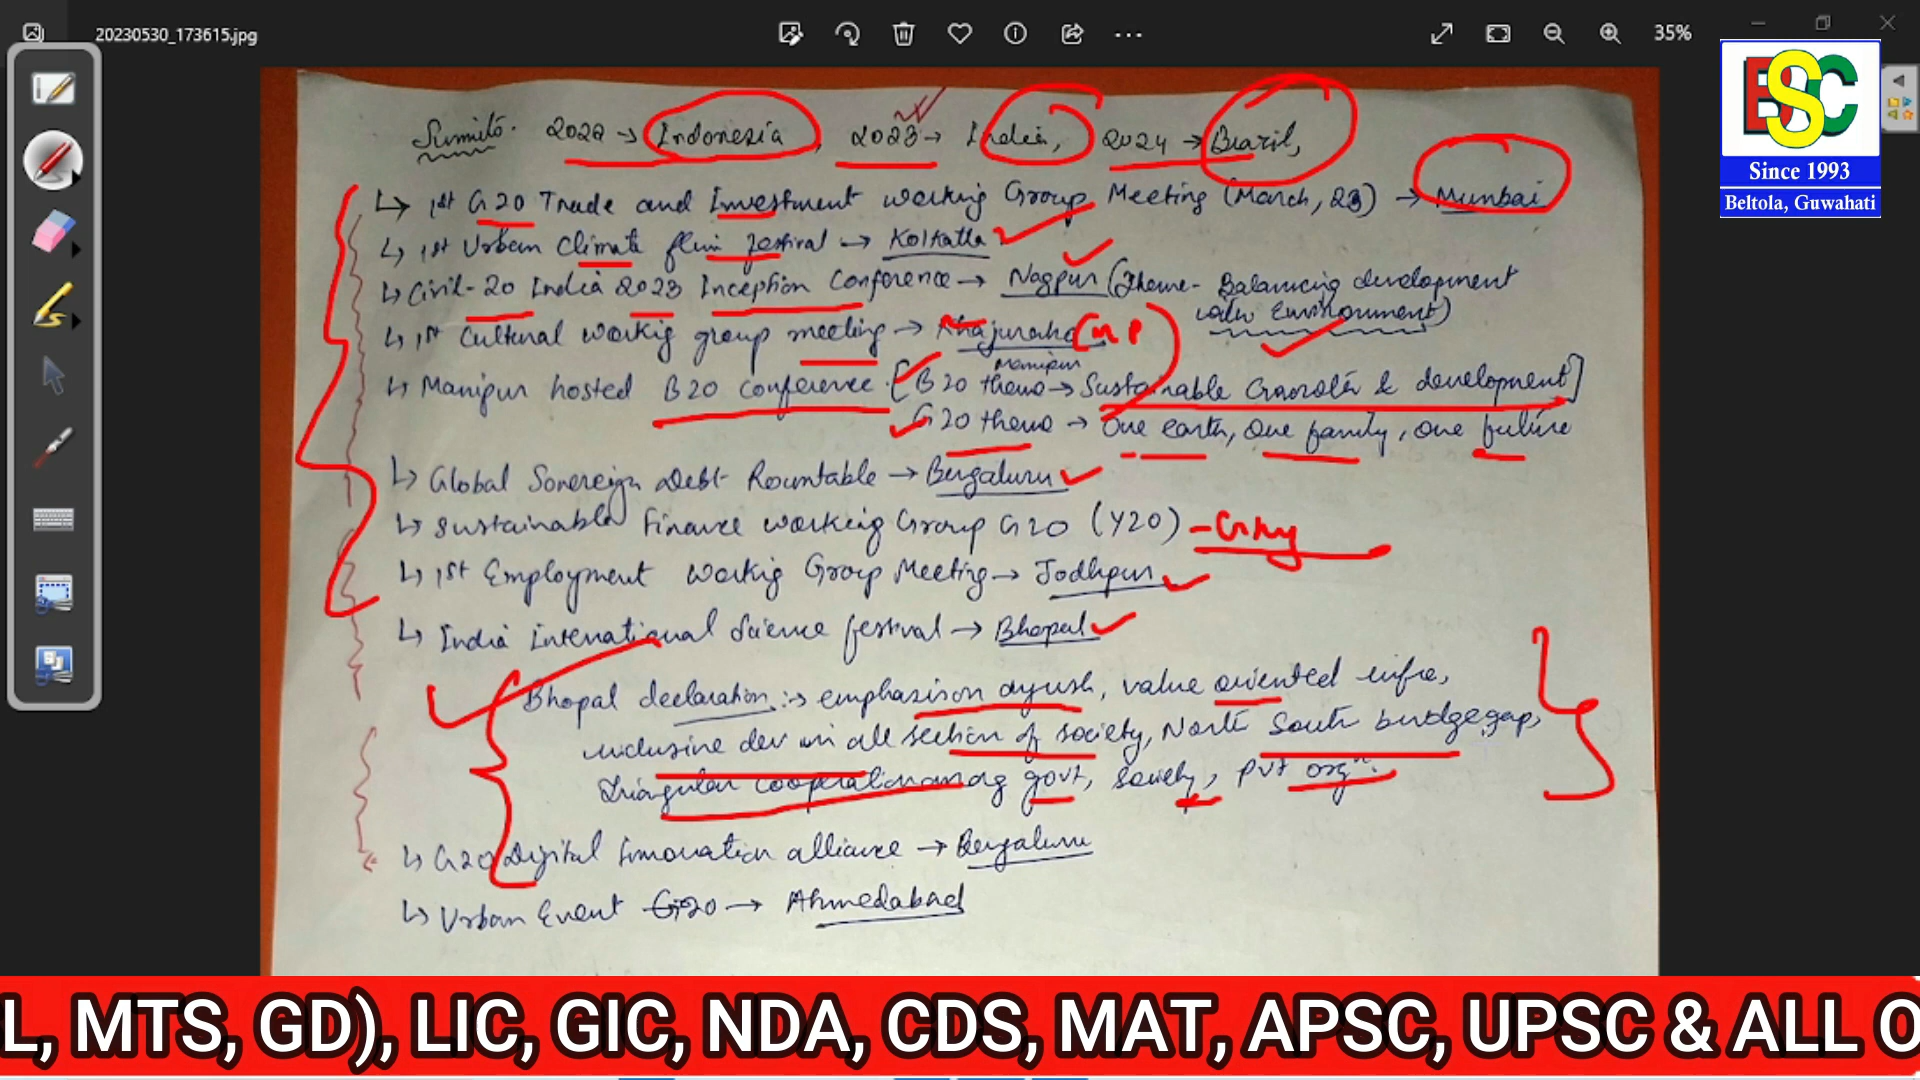 20230530_173615.jpg
35%
BSC
Since 1993
Beltola, Guwahati
Summits. 2022 → Indonesia, 2023 → India, 2024 → Brazil,
↳ 1st G20 Trade and Investment working Group Meeting (March, 23) → Mumbai
↳ 1st Urban Climate film festival → Kolkatta
↳ Civil-20 India 2023 Inception Conference → Nagpur (Theme - Balancing development
with Environment)
↳ 1st Cultural working group meeting → Khajuraho (MP)
Manipur
↳ Manipur hosted B20 conference. [B20 theme → Sustainable Growth & development]
G20 theme → One earth, One family, One future
↳ Global Sovereign Debt Rountable → Bengaluru
↳ Sustainable Finance working Group G20 (Y20) - GHY
↳ 1st Employment Working Group Meeting → Jodhpur
↳ India International Science festival → Bhopal
Bhopal declaration :→ emphasis on ayush, value oriented infra,
inclusive dev in all section of society, North South bridge gap,
Triangular cooperation among govt, society, pvt orgn.
↳ G20 Digital Innovation alliance → Bengaluru
↳ Urban Event G20 → Ahmedabad
L, MTS, GD), LIC, GIC, NDA, CDS, MAT, APSC, UPSC & ALL O